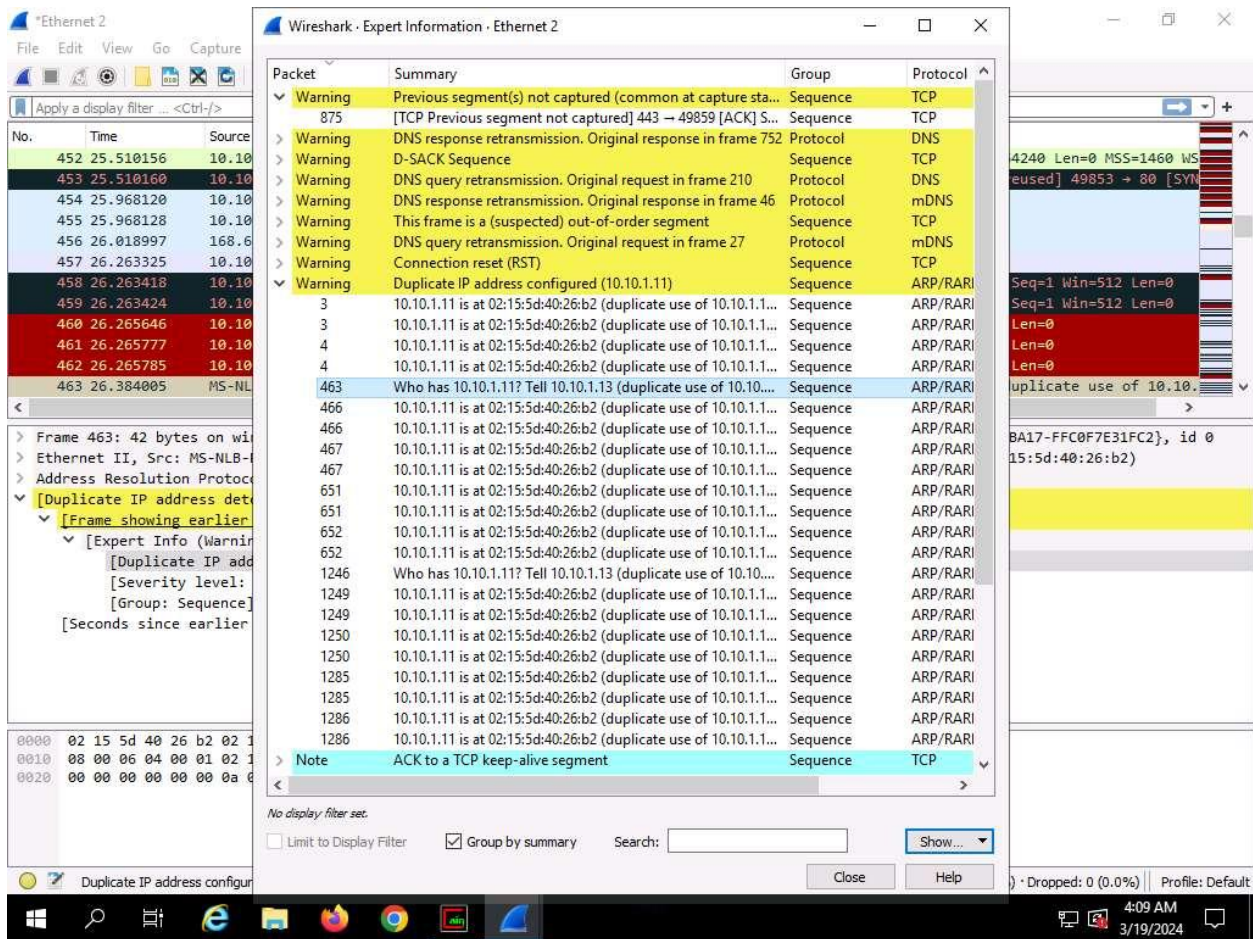 *Ethernet 2
File Edit View Go Capture
Apply a display filter ... <Ctrl-/>
No. Time Source
452 25.510156 10.10 4240 Len=0 MSS=1460 WS
453 25.510160 10.10 eused] 49853 → 80 [SYN
454 25.968120 10.10
455 25.968128 10.10
456 26.018997 168.6
457 26.263325 10.10
458 26.263418 10.10 Seq=1 Win=512 Len=0
459 26.263424 10.10 Seq=1 Win=512 Len=0
460 26.265646 10.10 Len=0
461 26.265777 10.10 Len=0
462 26.265785 10.10 Len=0
463 26.384005 MS-NL uplicate use of 10.10.
Frame 463: 42 bytes on wi BA17-FFC0F7E31FC2}, id 0
Ethernet II, Src: MS-NLB- 15:5d:40:26:b2)
Address Resolution Protoc
[Duplicate IP address det
[Frame showing earlier
[Expert Info (Warnin
[Duplicate IP add
[Severity level:
[Group: Sequence]
[Seconds since earlier
0000 02 15 5d 40 26 b2 02 1
0010 08 00 06 04 00 01 02 1
0020 00 00 00 00 00 00 0a
Duplicate IP address configur
Wireshark · Expert Information · Ethernet 2
Packet Summary Group Protocol
Warning Previous segment(s) not captured (common at capture sta... Sequence TCP
875 [TCP Previous segment not captured] 443 → 49859 [ACK] S... Sequence TCP
Warning DNS response retransmission. Original response in frame 752 Protocol DNS
Warning D-SACK Sequence Sequence TCP
Warning DNS query retransmission. Original request in frame 210 Protocol DNS
Warning DNS response retransmission. Original response in frame 46 Protocol mDNS
Warning This frame is a (suspected) out-of-order segment Sequence TCP
Warning DNS query retransmission. Original request in frame 27 Protocol mDNS
Warning Connection reset (RST) Sequence TCP
Warning Duplicate IP address configured (10.10.1.11) Sequence ARP/RARI
3 10.10.1.11 is at 02:15:5d:40:26:b2 (duplicate use of 10.10.1.1... Sequence ARP/RARI
3 10.10.1.11 is at 02:15:5d:40:26:b2 (duplicate use of 10.10.1.1... Sequence ARP/RARI
4 10.10.1.11 is at 02:15:5d:40:26:b2 (duplicate use of 10.10.1.1... Sequence ARP/RARI
4 10.10.1.11 is at 02:15:5d:40:26:b2 (duplicate use of 10.10.1.1... Sequence ARP/RARI
463 Who has 10.10.1.11? Tell 10.10.1.13 (duplicate use of 10.10.... Sequence ARP/RARI
466 10.10.1.11 is at 02:15:5d:40:26:b2 (duplicate use of 10.10.1.1... Sequence ARP/RARI
466 10.10.1.11 is at 02:15:5d:40:26:b2 (duplicate use of 10.10.1.1... Sequence ARP/RARI
467 10.10.1.11 is at 02:15:5d:40:26:b2 (duplicate use of 10.10.1.1... Sequence ARP/RARI
467 10.10.1.11 is at 02:15:5d:40:26:b2 (duplicate use of 10.10.1.1... Sequence ARP/RARI
651 10.10.1.11 is at 02:15:5d:40:26:b2 (duplicate use of 10.10.1.1... Sequence ARP/RARI
651 10.10.1.11 is at 02:15:5d:40:26:b2 (duplicate use of 10.10.1.1... Sequence ARP/RARI
652 10.10.1.11 is at 02:15:5d:40:26:b2 (duplicate use of 10.10.1.1... Sequence ARP/RARI
652 10.10.1.11 is at 02:15:5d:40:26:b2 (duplicate use of 10.10.1.1... Sequence ARP/RARI
1246 Who has 10.10.1.11? Tell 10.10.1.13 (duplicate use of 10.10.... Sequence ARP/RARI
1249 10.10.1.11 is at 02:15:5d:40:26:b2 (duplicate use of 10.10.1.1... Sequence ARP/RARI
1249 10.10.1.11 is at 02:15:5d:40:26:b2 (duplicate use of 10.10.1.1... Sequence ARP/RARI
1250 10.10.1.11 is at 02:15:5d:40:26:b2 (duplicate use of 10.10.1.1... Sequence ARP/RARI
1250 10.10.1.11 is at 02:15:5d:40:26:b2 (duplicate use of 10.10.1.1... Sequence ARP/RARI
1285 10.10.1.11 is at 02:15:5d:40:26:b2 (duplicate use of 10.10.1.1... Sequence ARP/RARI
1285 10.10.1.11 is at 02:15:5d:40:26:b2 (duplicate use of 10.10.1.1... Sequence ARP/RARI
1286 10.10.1.11 is at 02:15:5d:40:26:b2 (duplicate use of 10.10.1.1... Sequence ARP/RARI
1286 10.10.1.11 is at 02:15:5d:40:26:b2 (duplicate use of 10.10.1.1... Sequence ARP/RARI
Note ACK to a TCP keep-alive segment Sequence TCP
No display filter set.
Limit to Display Filter Group by summary Search: Show...
Close Help
) · Dropped: 0 (0.0%) Profile: Default
4:09 AM
3/19/2024